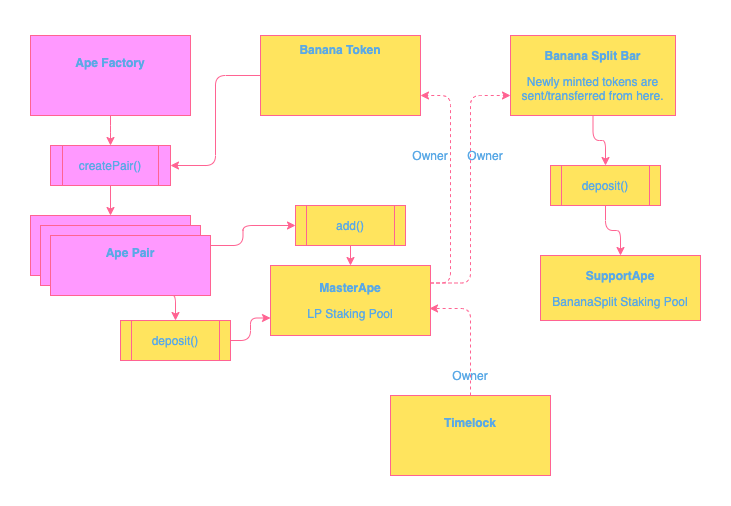 Ape Factory
Banana Token
Banana Split Bar
Newly minted tokens are
sent/transferred from here.
createPair()
Owner
Owner
deposit()
Ape Pair
add()
MasterApe
LP Staking Pool
SupportApe
BananaSplit Staking Pool
deposit()
Owner
Timelock